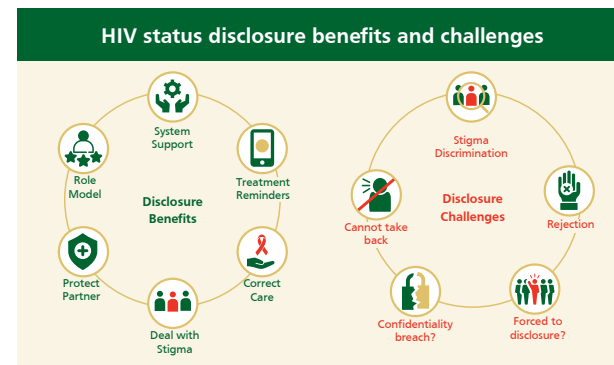 HIV status disclosure benefits and challenges
System
Support
Treatment
Reminders
Correct
Care
Deal with
Stigma
Protect
Partner
Role
Model
Disclosure
Benefits
Stigma
Discrimination
Rejection
Forced to
disclosure?
Confidentiality
breach?
Cannot take
back
Disclosure
Challenges